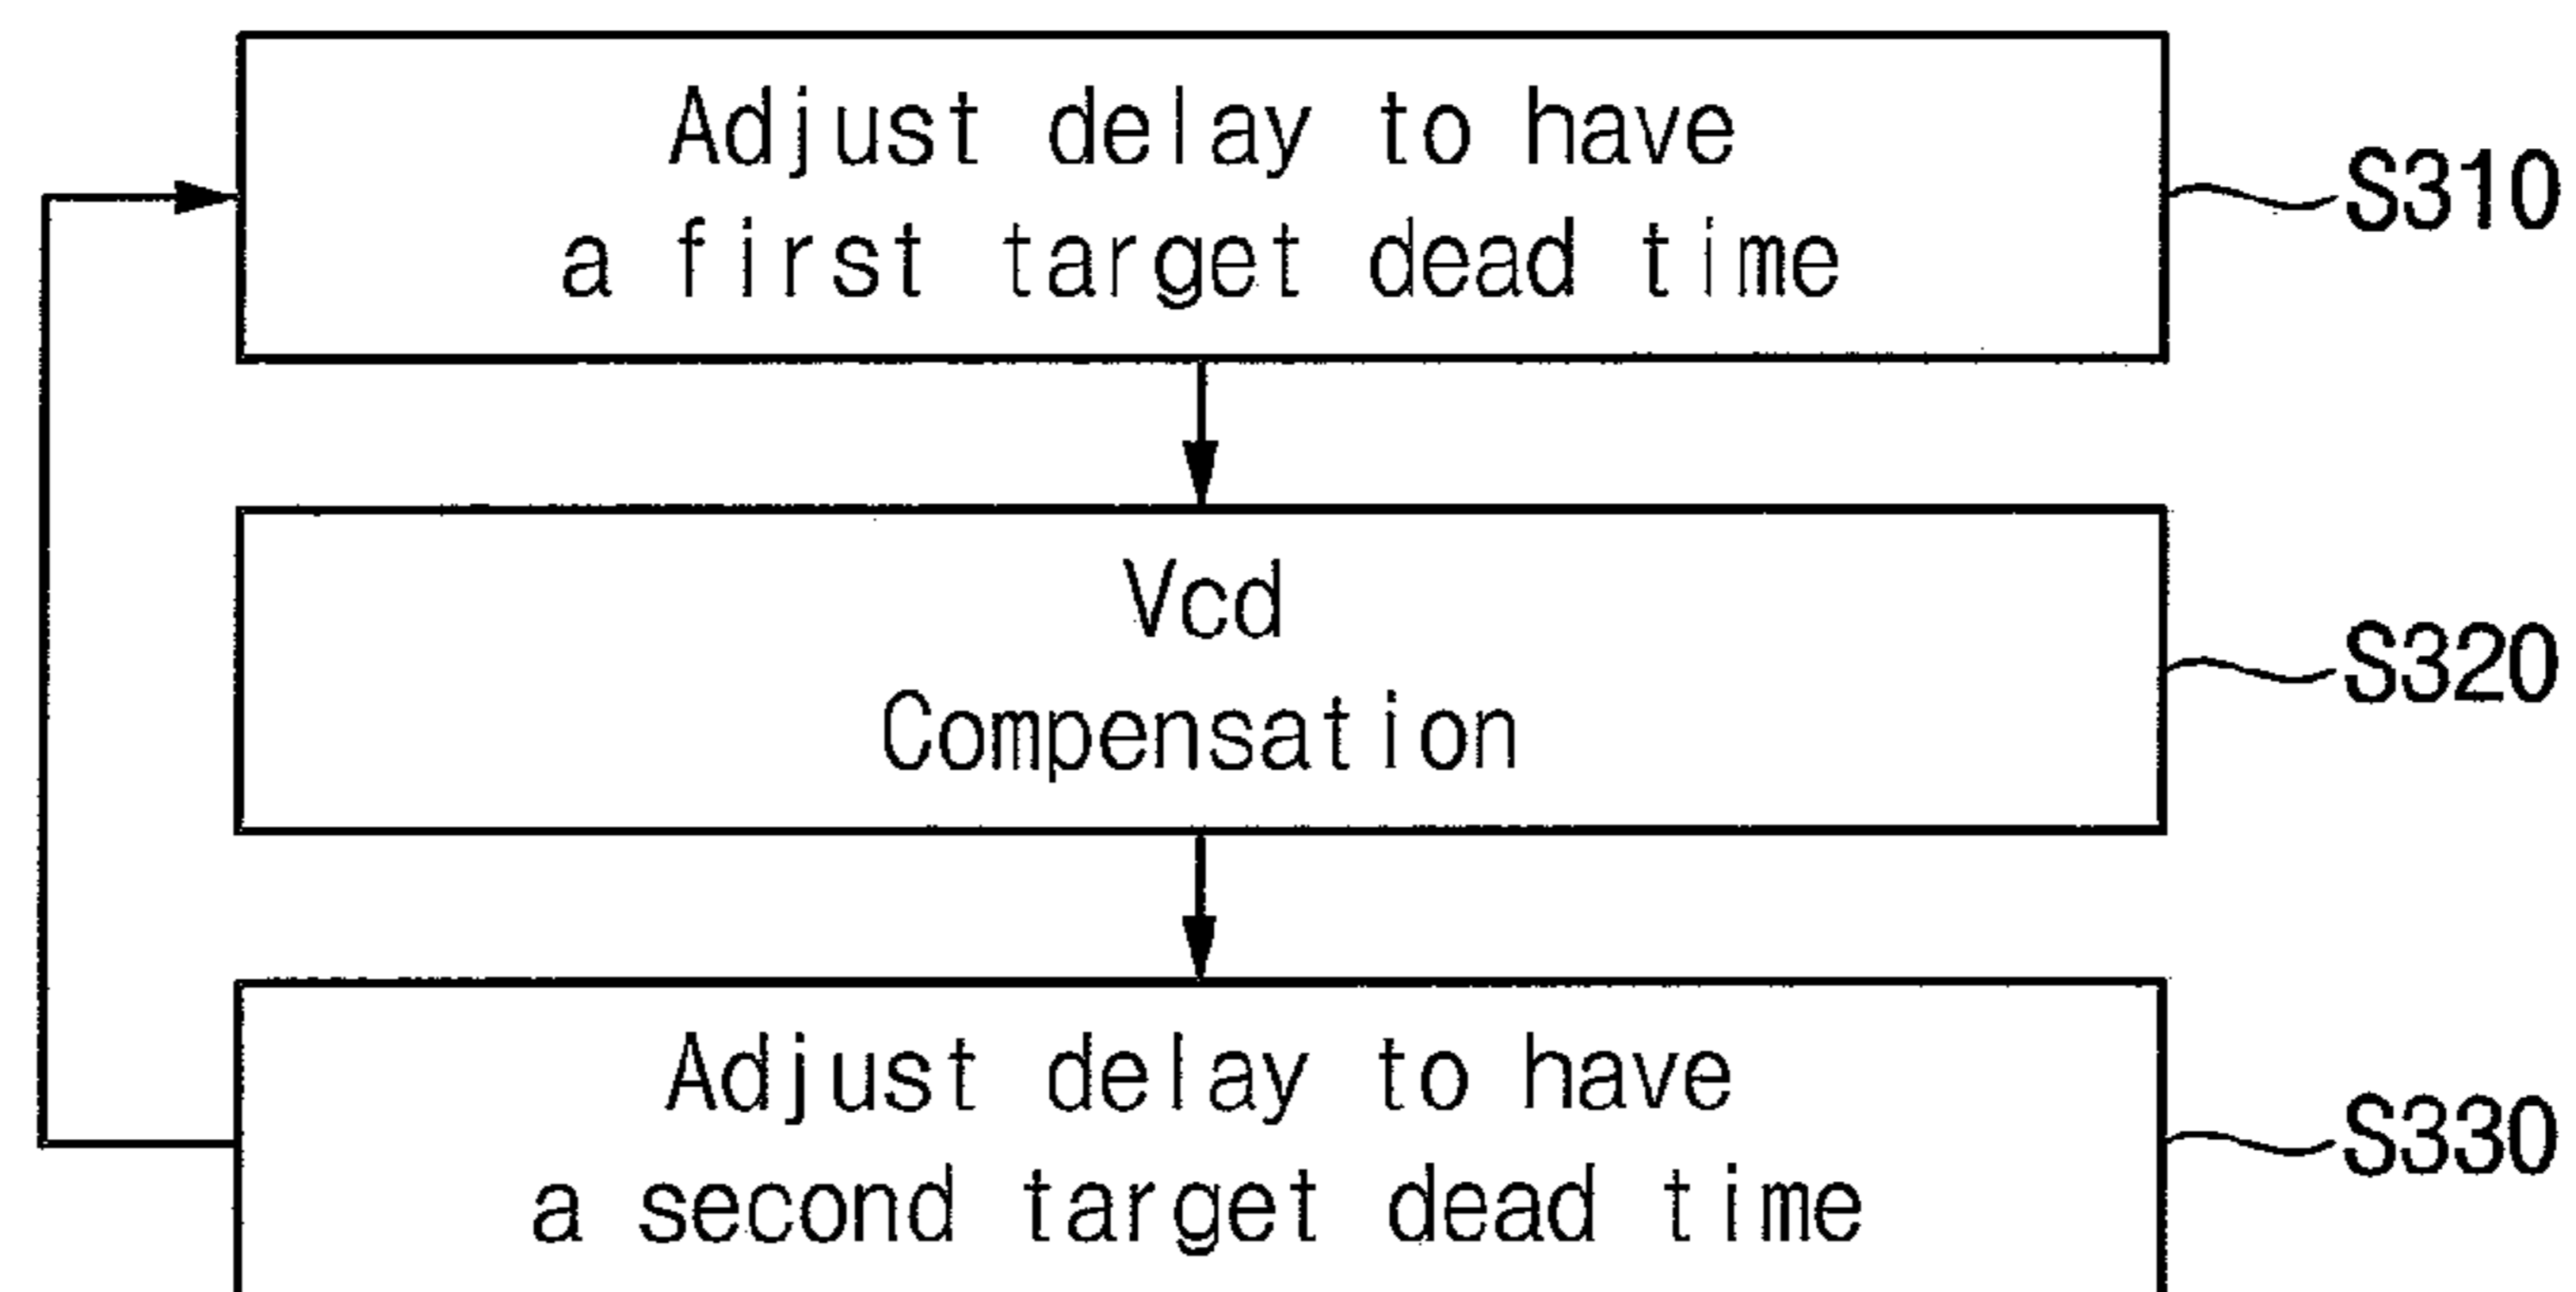 Adjust delay to have
a first target dead time
S310
Vcd
Compensation
S320
Adjust delay to have
a second target dead time
S330